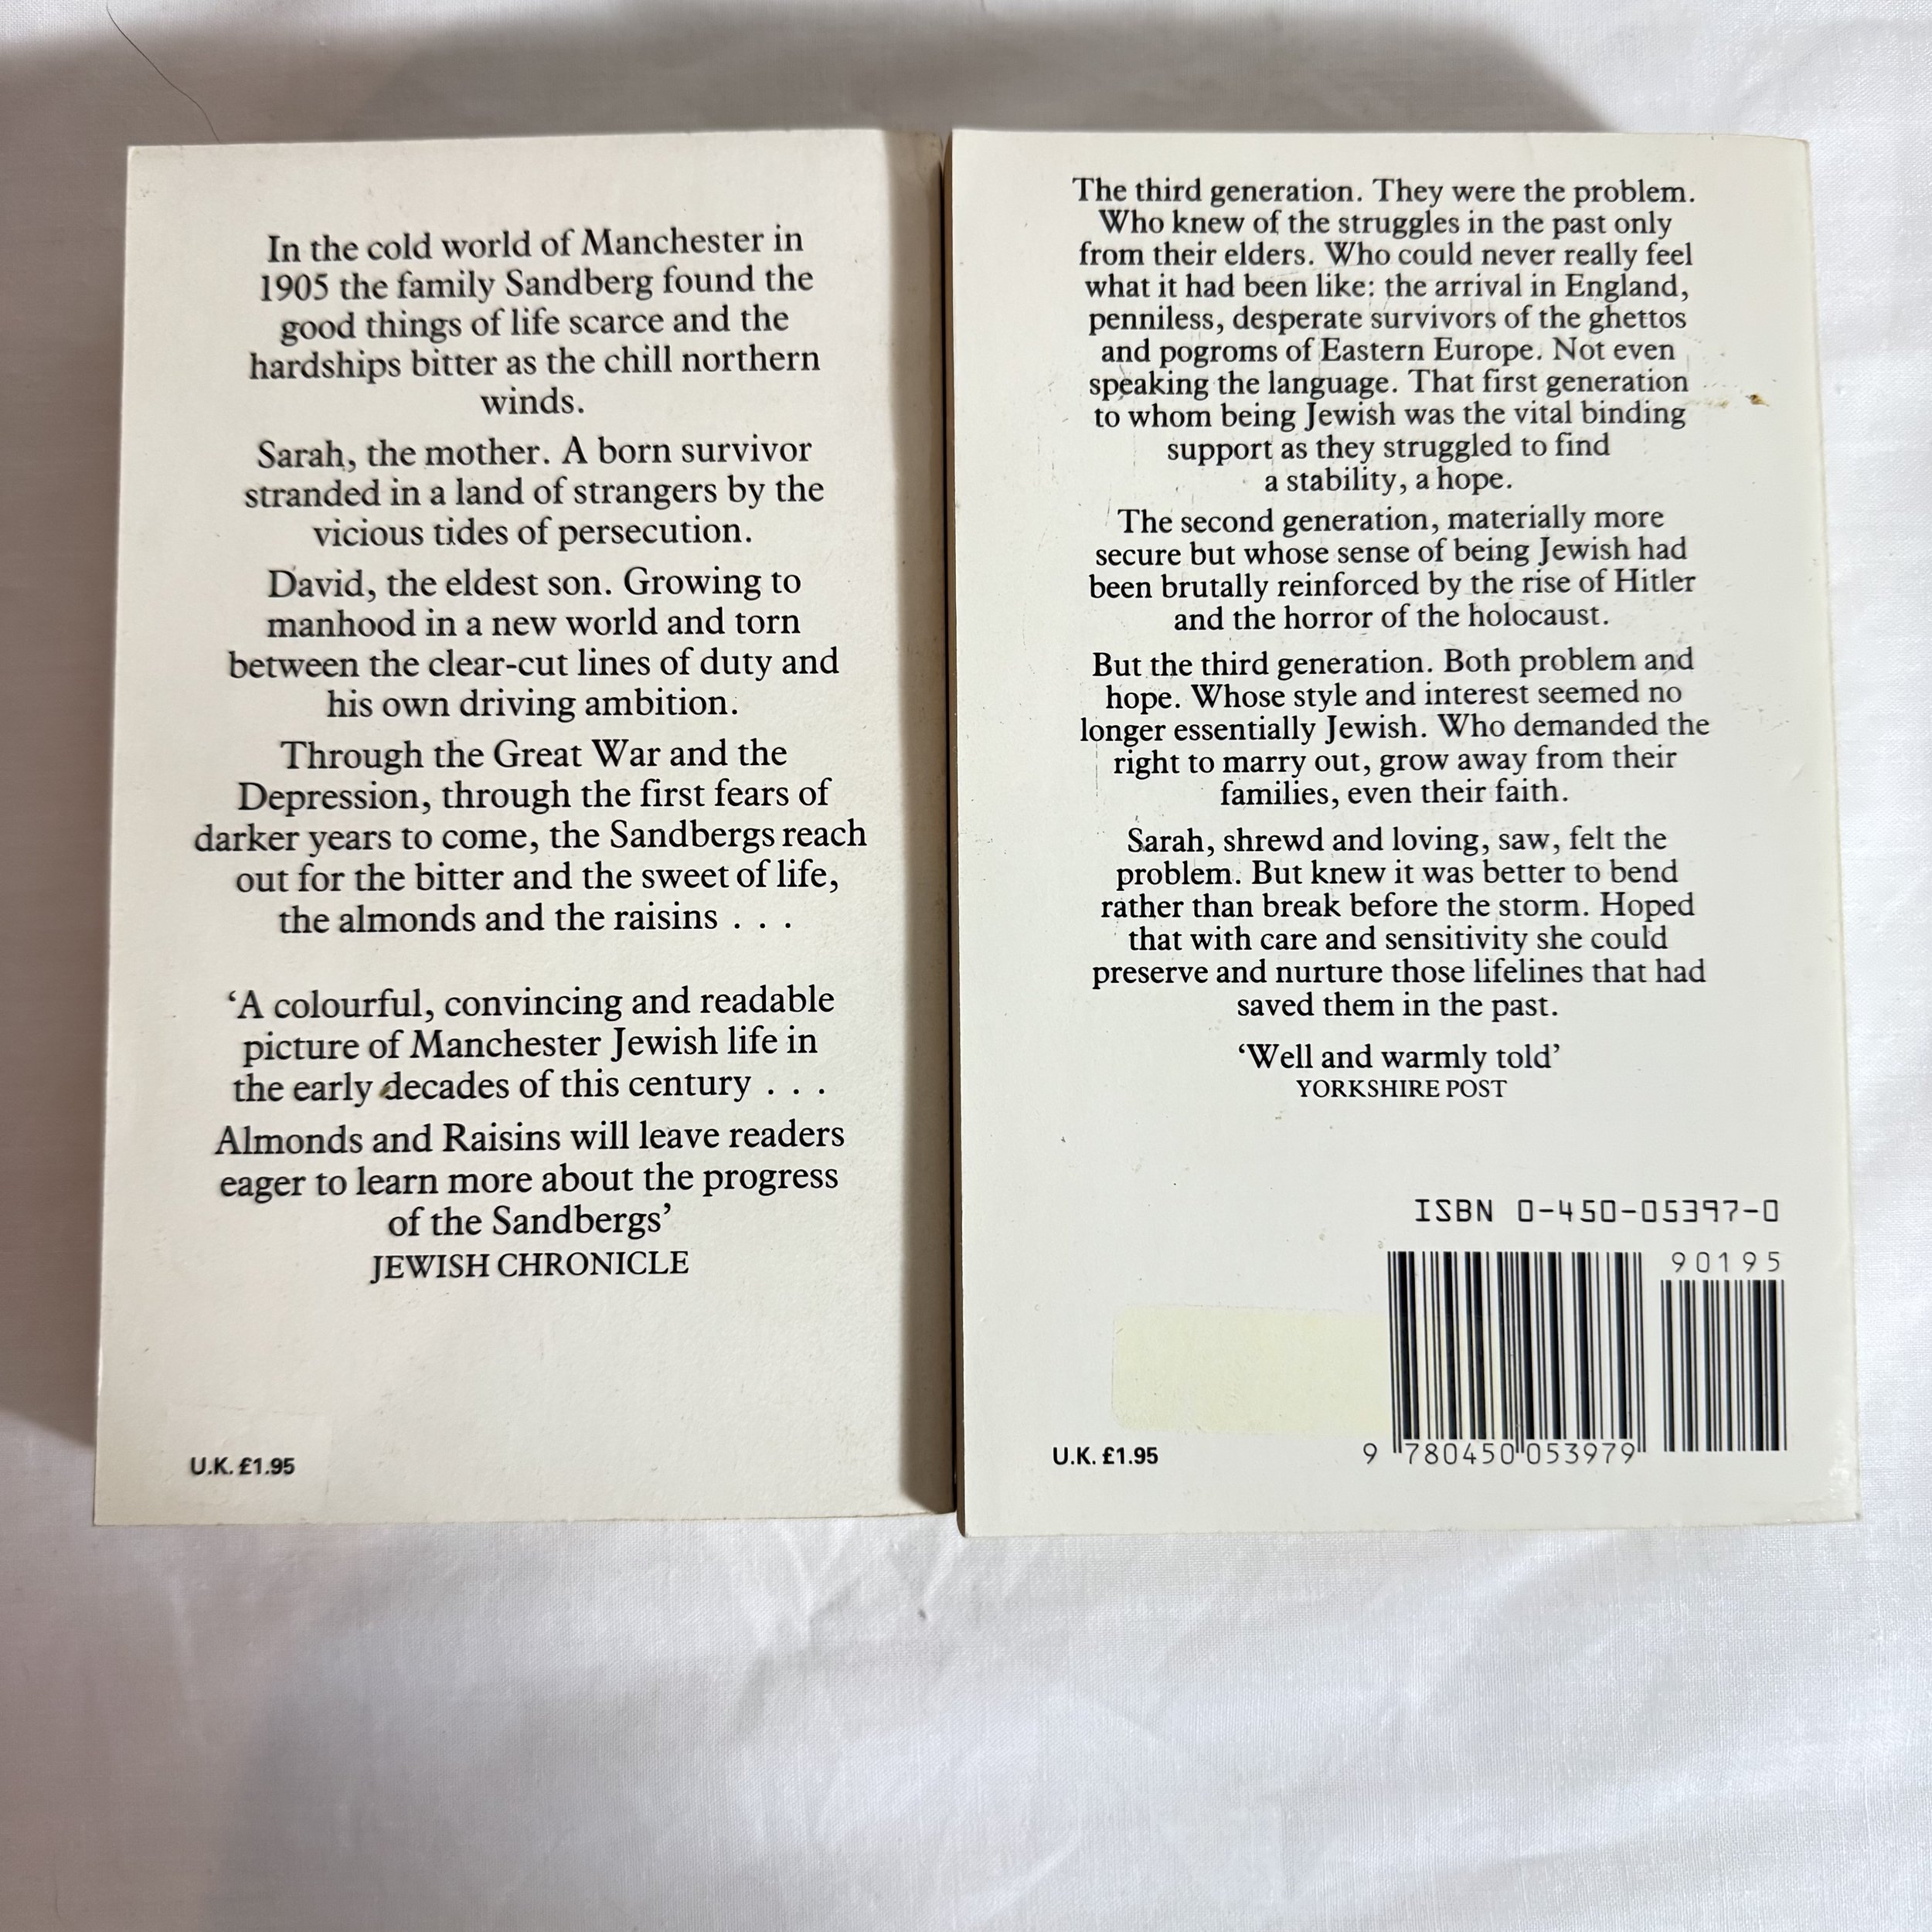 In the cold world of Manchester in
1905 the family Sandberg found the
good things of life scarce and the
hardships bitter as the chill northern
winds.
Sarah, the mother. A born survivor
stranded in a land of strangers by the
vicious tides of persecution.
David, the eldest son. Growing to
manhood in a new world and torn
between the clear-cut lines of duty and
his own driving ambition.
Through the Great War and the
Depression, through the first fears of
darker years to come, the Sandbergs reach
out for the bitter and the sweet of life,
the almonds and the raisins . . .
‘A colourful, convincing and readable
picture of Manchester Jewish life in
the early decades of this century . . .
Almonds and Raisins will leave readers
eager to learn more about the progress
of the Sandbergs’
JEWISH CHRONICLE
U.K. £1.95
The third generation. They were the problem.
Who knew of the struggles in the past only
from their elders. Who could never really feel
what it had been like: the arrival in England,
penniless, desperate survivors of the ghettos
and pogroms of Eastern Europe. Not even
speaking the language. That first generation
to whom being Jewish was the vital binding
support as they struggled to find
a stability, a hope.
The second generation, materially more
secure but whose sense of being Jewish had
been brutally reinforced by the rise of Hitler
and the horror of the holocaust.
But the third generation. Both problem and
hope. Whose style and interest seemed no
longer essentially Jewish. Who demanded the
right to marry out, grow away from their
families, even their faith.
Sarah, shrewd and loving, saw, felt the
problem. But knew it was better to bend
rather than break before the storm. Hoped
that with care and sensitivity she could
preserve and nurture those lifelines that had
saved them in the past.
‘Well and warmly told’
YORKSHIRE POST
ISBN 0-450-05397-0
90195
9 780450 053979
U.K. £1.95